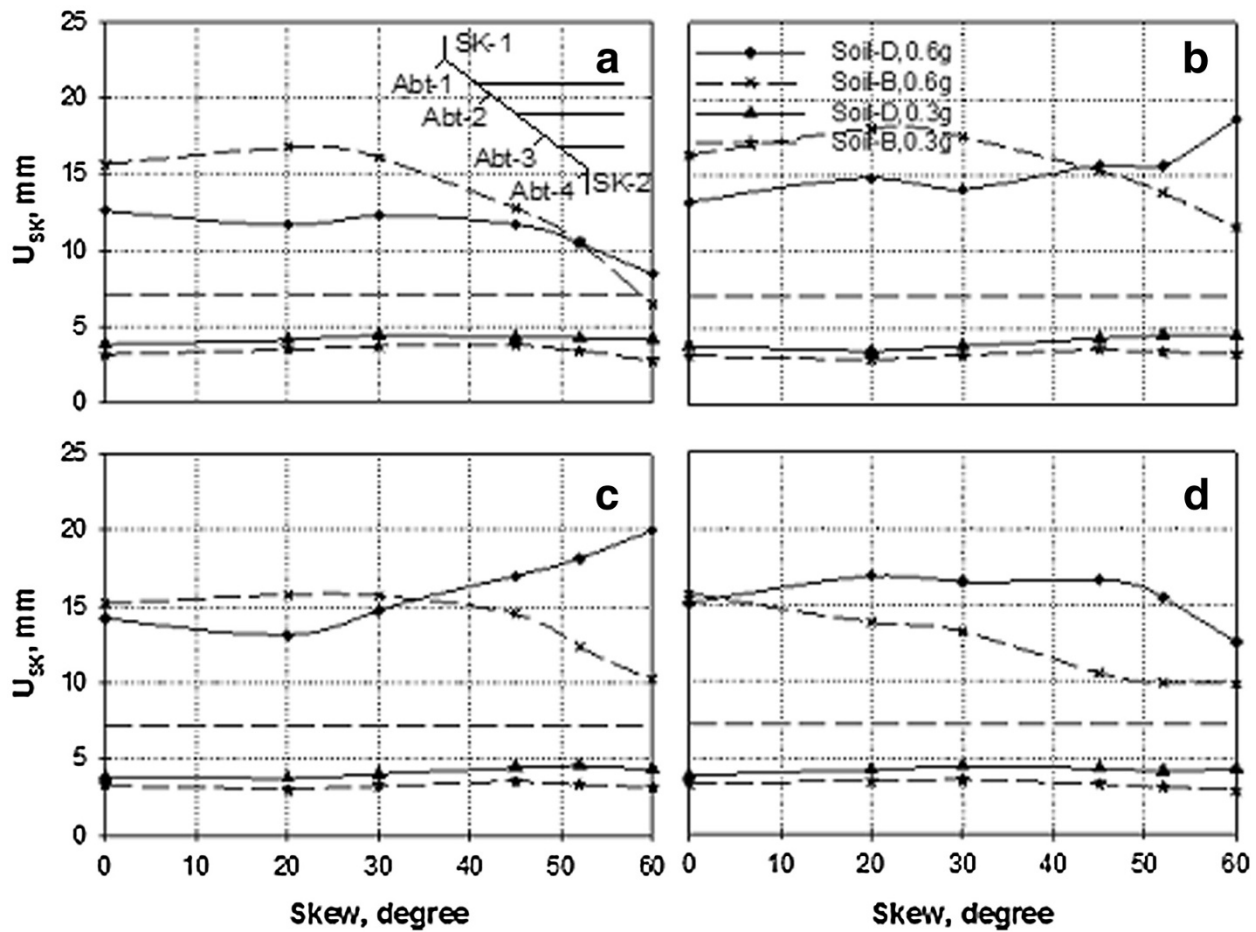 25
20
15
10
5
0
U_SK, mm
a
SK-1
Abt-1
Abt-2
Abt-3
Abt-4
SK-2
b
Soil-D,0.6g
Soil-B,0.6g
Soil-D,0.3g
Soil-B,0.3g
25
20
15
10
5
0
U_SK, mm
c
d
0 10 20 30 40 50 60
0 10 20 30 40 50 60
Skew, degree
Skew, degree